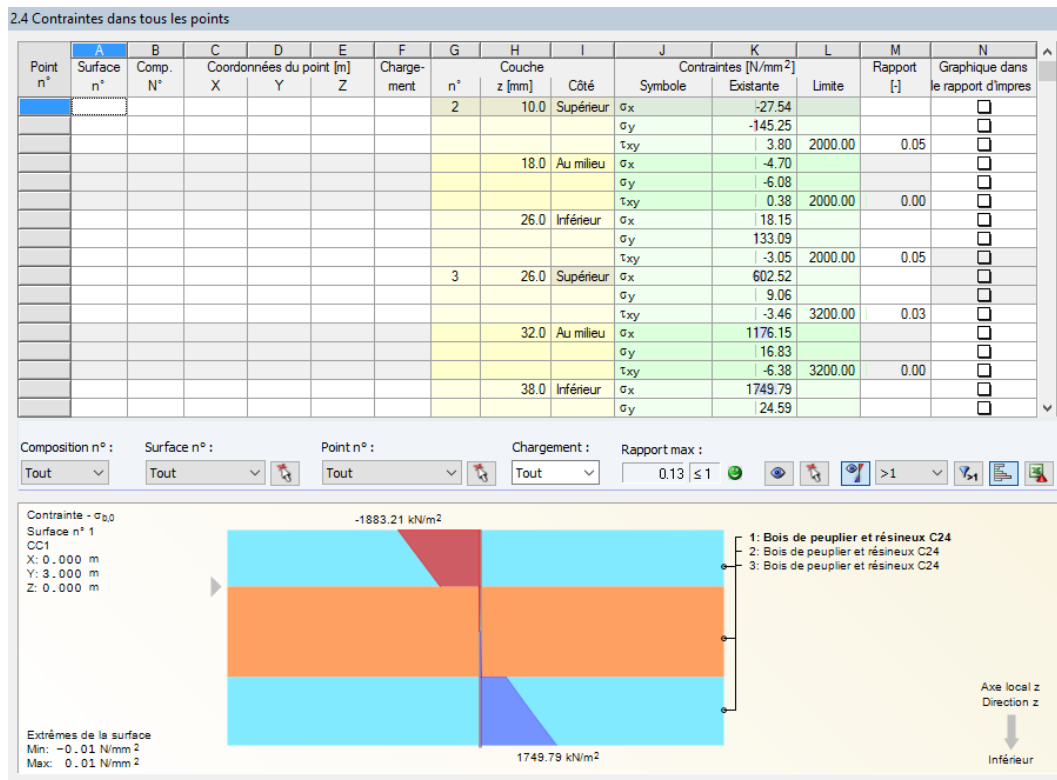 2.4 Contraintes dans tous les points
A B C D E F G H I J K L M N
Point Surface Comp. Coordonnées du point [m] Charge- Couche Contraintes [N/mm²] Rapport Graphique dans
n° n° N° X Y Z ment n° z [mm] Côté Symbole Existante Limite [-] le rapport d'impres
2 10.0 Supérieur σx -27.54
σy -145.25
τxy 3.80 2000.00 0.05
18.0 Au milieu σx -4.70
σy -6.08
τxy 0.38 2000.00 0.00
26.0 Inférieur σx 18.15
σy 133.09
τxy -3.05 2000.00 0.05
3 26.0 Supérieur σx 602.52
σy 9.06
τxy -3.46 3200.00 0.03
32.0 Au milieu σx 1176.15
σy 16.83
τxy -6.38 3200.00 0.00
38.0 Inférieur σx 1749.79
σy 24.59
Composition n° : Surface n° : Point n° : Chargement : Rapport max :
Tout Tout Tout Tout 0.13 ≤ 1 >1 >1
Contrainte - σb,0
Surface n° 1
CC1
X: 0.000 m
Y: 3.000 m
Z: 0.000 m
-1883.21 kN/m²
1: Bois de peuplier et résineux C24
2: Bois de peuplier et résineux C24
3: Bois de peuplier et résineux C24
Axe local z
Direction z
Inférieur
Extrêmes de la surface
Min: -0.01 N/mm²
Max: 0.01 N/mm²
1749.79 kN/m²